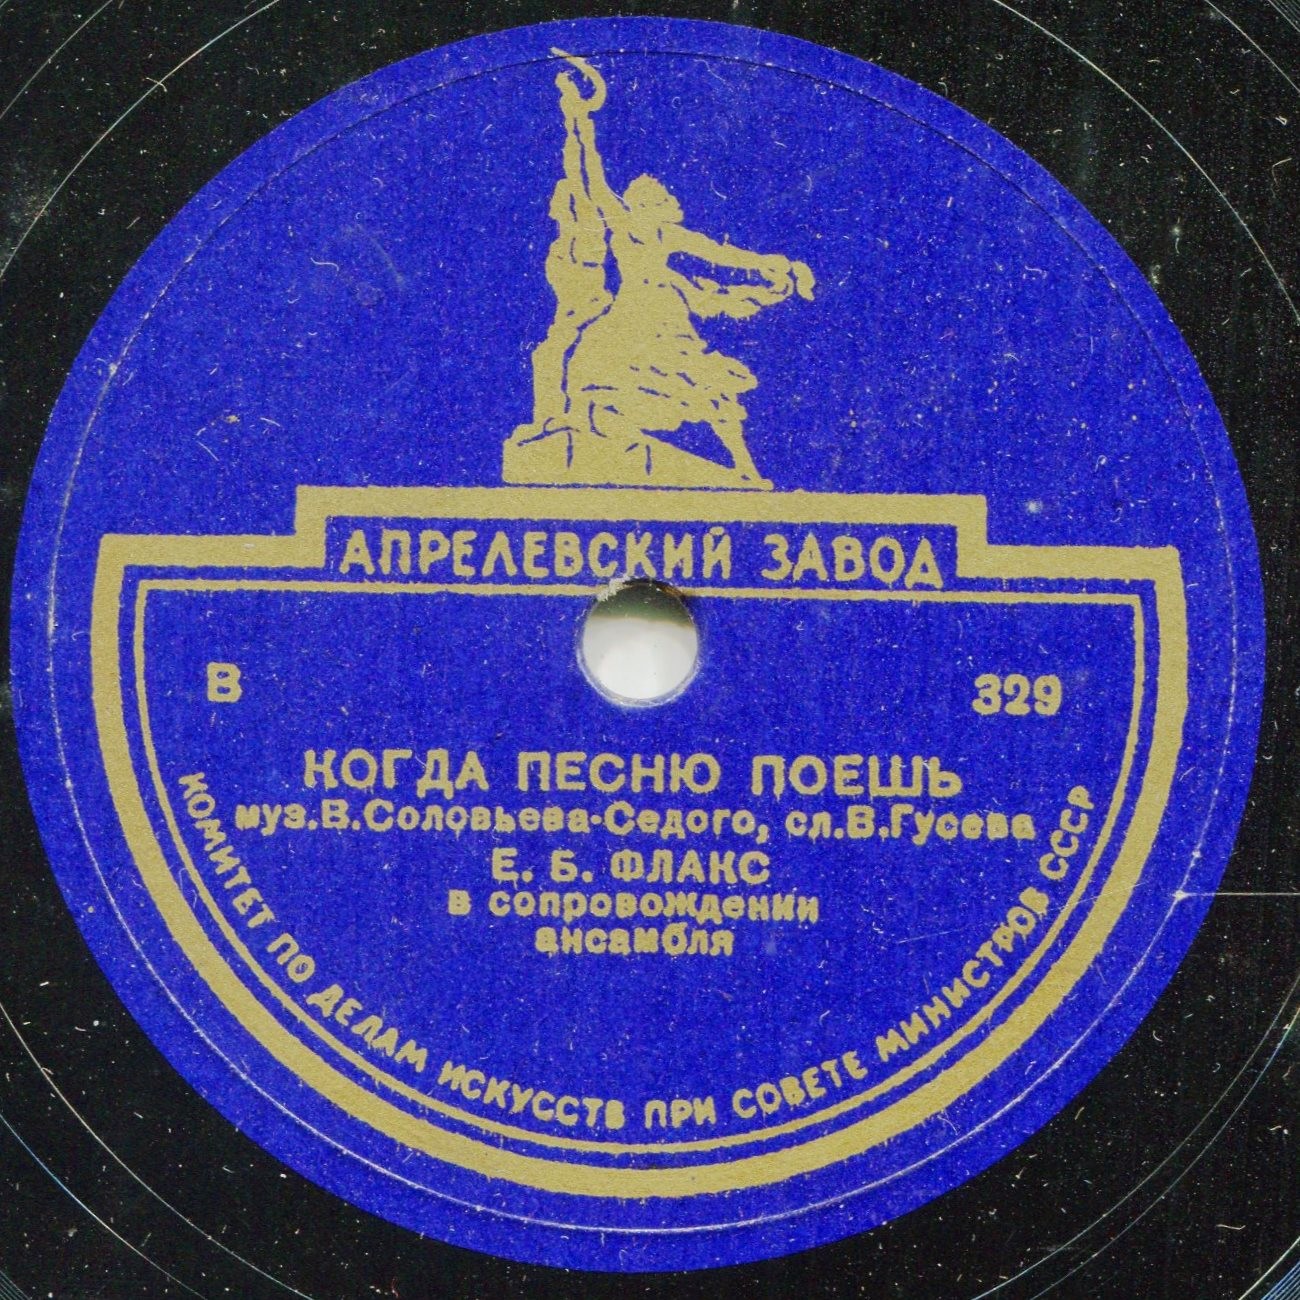 АПРЕЛЕВСКИЙ ЗАВОД
В 329
КОГДА ПЕСНЮ ПОЕШЬ
муз.В.Соловьева-Седого, сл.В.Гусева
Е. Б. ФЛАКС
в сопровождении
ансамбля
КОМИТЕТ ПО ДЕЛАМ ИСКУССТВ ПРИ СОВЕТЕ МИНИСТРОВ СССР